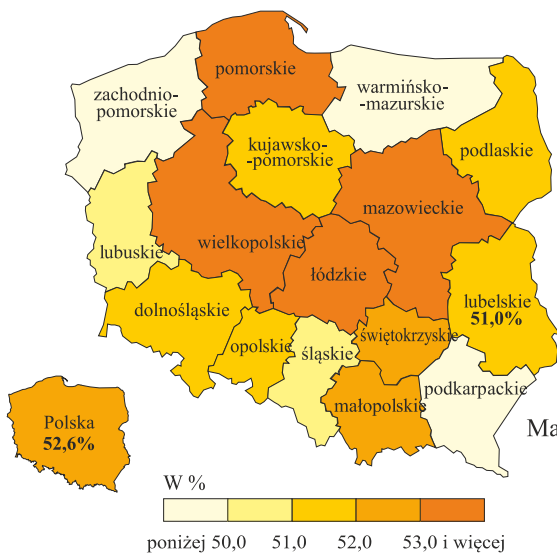 pomorskie
zachodnio-
pomorskie
warmińsko-
-mazurskie
kujawsko-
-pomorskie
podlaskie
mazowieckie
wielkopolskie
lubuskie
łódzkie
dolnośląskie
lubelskie
51,0%
opolskie
śląskie
świętokrzyskie
podkarpackie
małopolskie
Polska
52,6%
Ma
W %
poniżej 50,0 51,0 52,0 53,0 i więcej